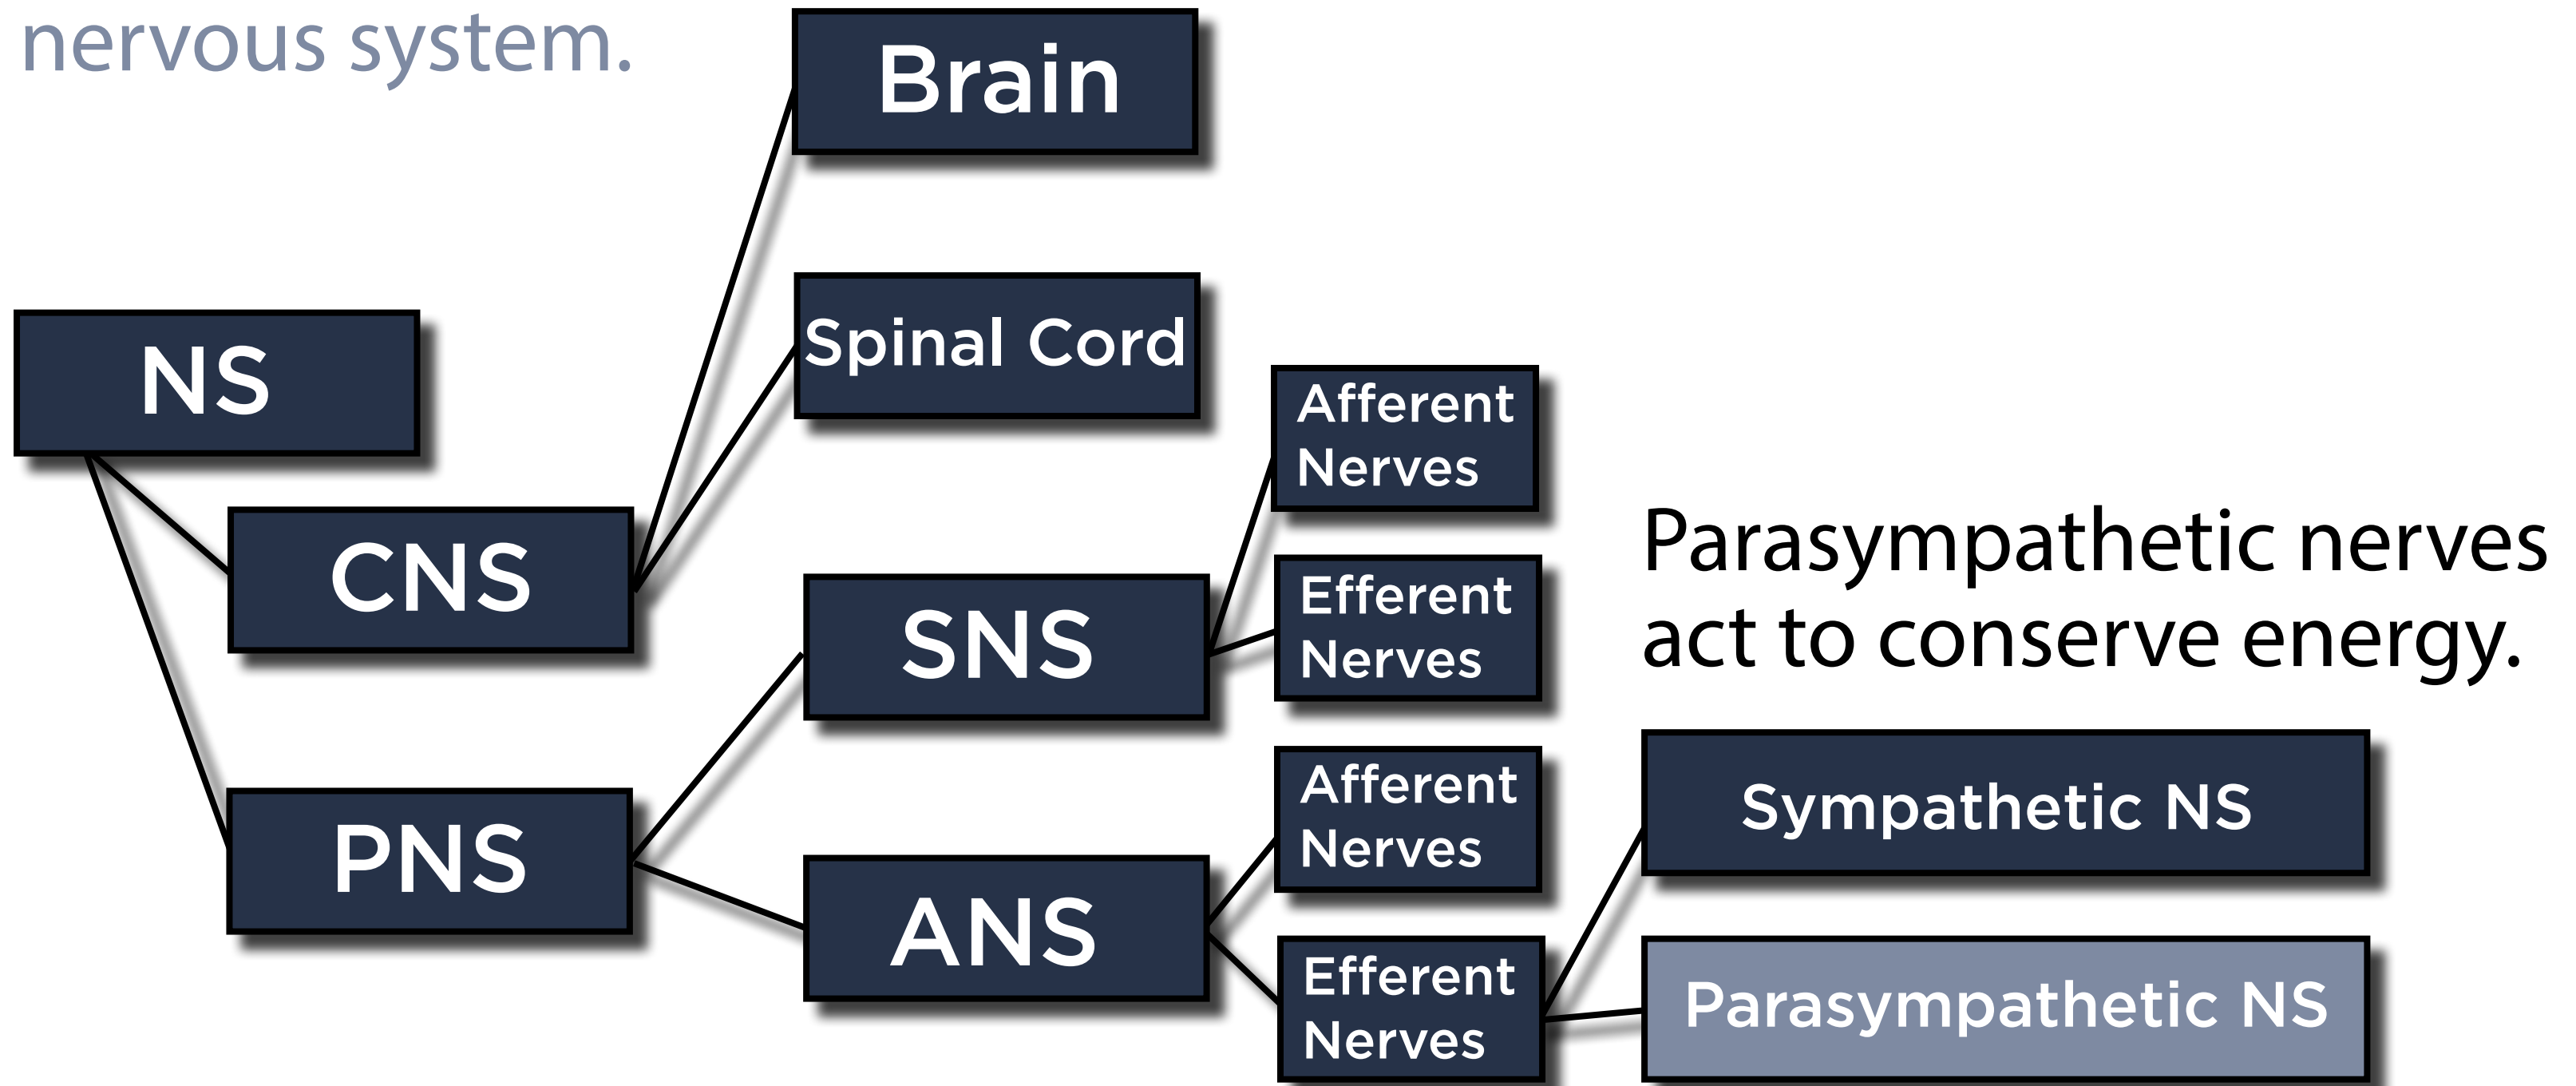 nervous system.
Brain
Spinal Cord
NS
Afferent
Nerves
CNS
Efferent
Nerves
SNS
Parasympathetic nerves
act to conserve energy.
PNS
Afferent
Nerves
ANS
Sympathetic NS
Efferent
Nerves
Parasympathetic NS